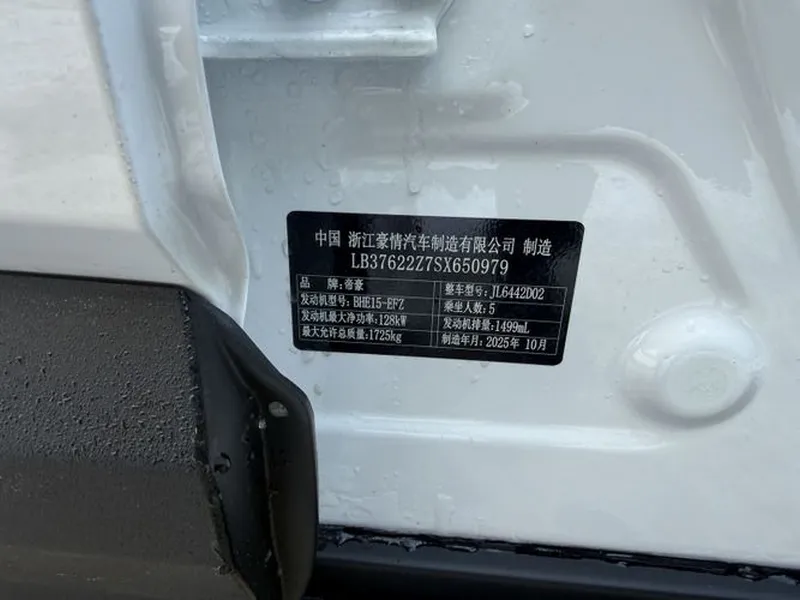 中国 浙江豪情汽车制造有限公司 制造
LB37622Z7SX650979
品 牌:帝豪 整车型号:JL6442D02
发动机型号:BHE15-EFZ 乘坐人数:5
发动机最大净功率:128kW 发动机排量:1499mL
最大允许总质量:1725kg 制造年月:2025年 10月